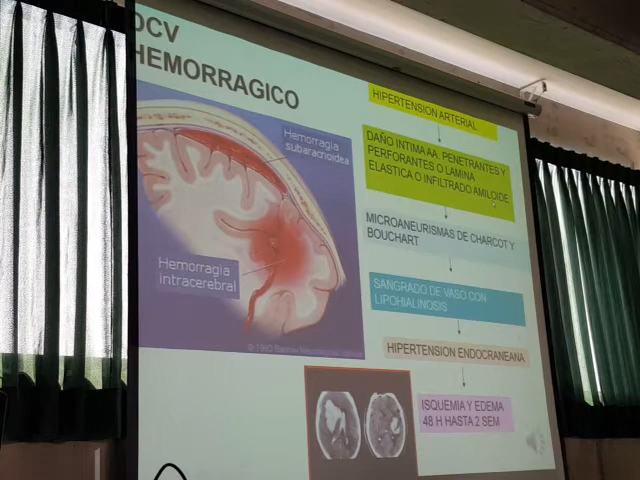 DCV
HEMORRAGICO
Hemorragia
subaracnoidea
Hemorragia
intracerebral
HIPERTENSION ARTERIAL
DAÑO INTIMA AA. PENETRANTES Y
PERFORANTES O LAMINA
ELASTICA O INFILTRADO AMILOIDE
MICROANEURISMAS DE CHARCOT Y
BOUCHART
SANGRADO DE VASO CON
LIPOHIALINOSIS
HIPERTENSION ENDOCRANEANA
ISQUEMIA Y EDEMA
48 H HASTA 2 SEM